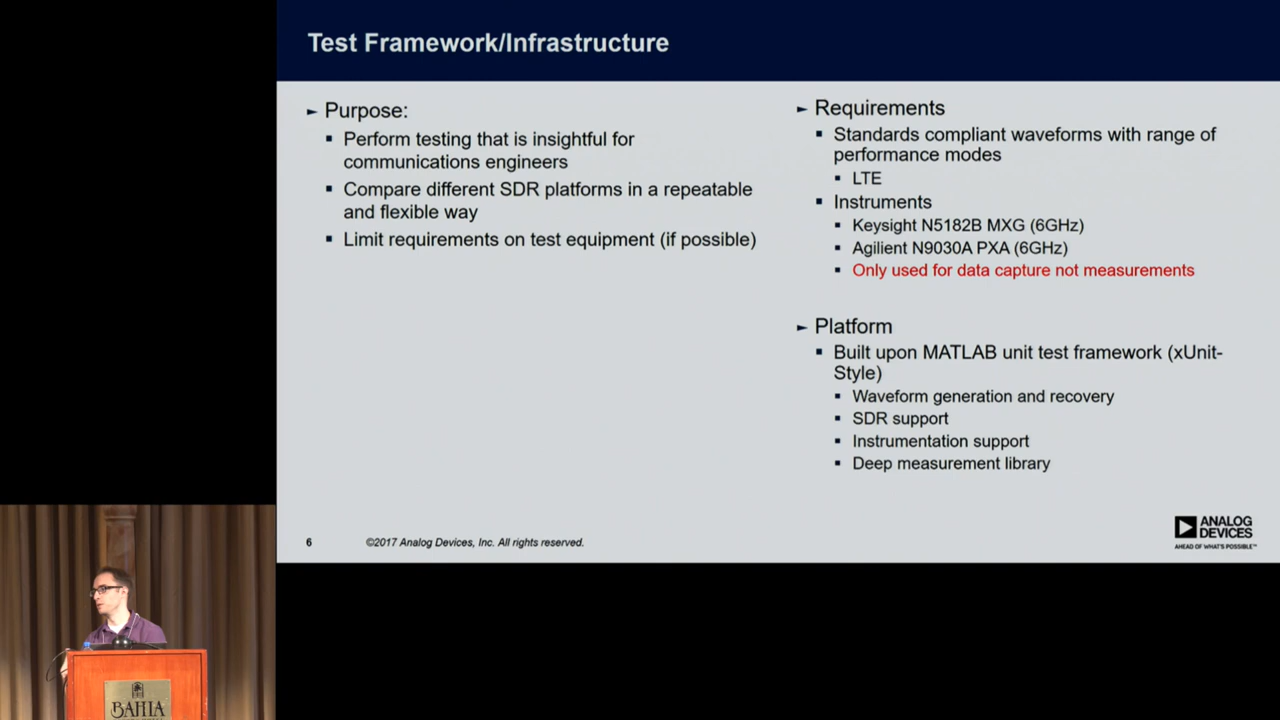 Test Framework/Infrastructure
► Purpose:
▪ Perform testing that is insightful for
communications engineers
▪ Compare different SDR platforms in a repeatable
and flexible way
▪ Limit requirements on test equipment (if possible)
► Requirements
▪ Standards compliant waveforms with range of
performance modes
▪ LTE
▪ Instruments
▪ Keysight N5182B MXG (6GHz)
▪ Agilient N9030A PXA (6GHz)
▪ Only used for data capture not measurements
► Platform
▪ Built upon MATLAB unit test framework (xUnit-
Style)
▪ Waveform generation and recovery
▪ SDR support
▪ Instrumentation support
▪ Deep measurement library
6
©2017 Analog Devices, Inc. All rights reserved.
ANALOG
DEVICES
AHEAD OF WHAT'S POSSIBLE™
BAHIA